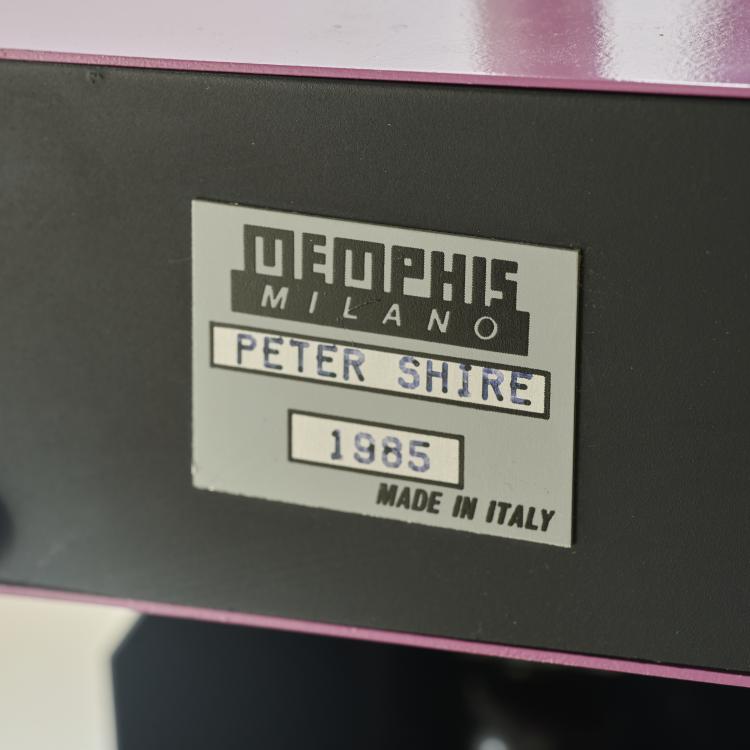 MEMPHIS
MILANO
PETER SHIRE
1985
MADE IN ITALY